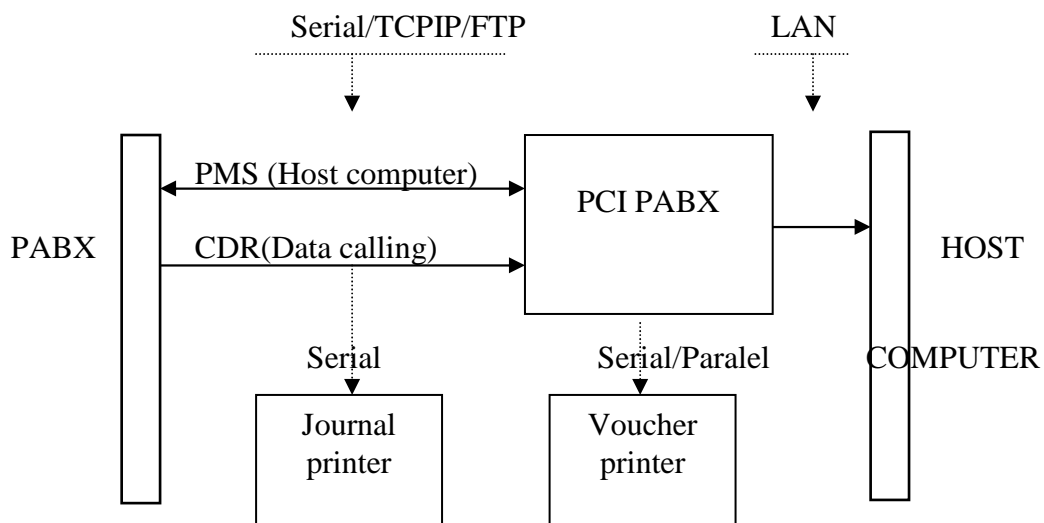 Serial/TCPIP/FTP
LAN
PMS (Host computer)
PCI PABX
PABX
CDR(Data calling)
HOST
Serial
Serial/Paralel
COMPUTER
Journal
printer
Voucher
printer